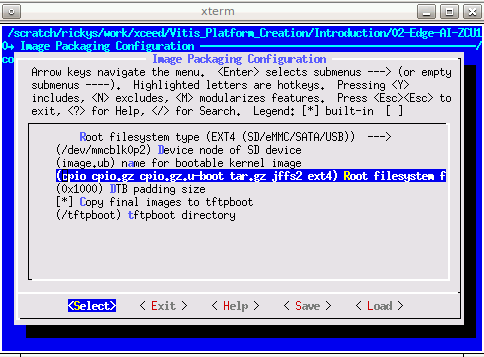 xterm
/scratch/rickys/work/xceed/Vitis_Platform_Creation/Introduction/02-Edge-AI-ZCU1
0→ Image Packaging Configuration
co
Image Packaging Configuration
Arrow keys navigate the menu. <Enter> selects submenus ---> (or empty
submenus ----). Highlighted letters are hotkeys. Pressing <Y>
includes, <N> excludes, <M> modularizes features. Press <Esc><Esc> to
exit, <?> for Help, </> for Search. Legend: [*] built-in [ ]
Root filesystem type (EXT4 (SD/eMMC/SATA/USB)) --->
(/dev/mmcblk0p2) Device node of SD device
(image.ub) name for bootable kernel image
(cpio cpio.gz cpio.gz.u-boot tar.gz jffs2 ext4) Root filesystem f
(0x1000) DTB padding size
[*] Copy final images to tftpboot
(/tftpboot) tftpboot directory
<Select> < Exit > < Help > < Save > < Load >